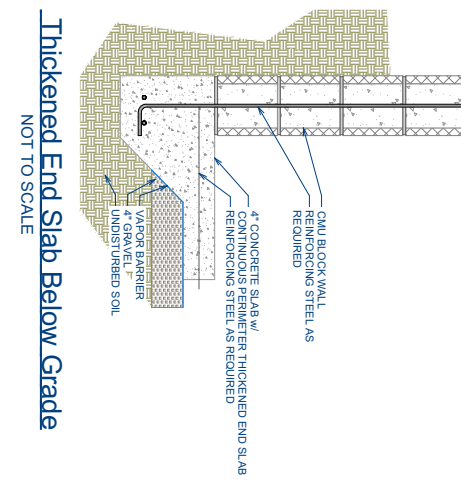 CMU BLOCK WALL
REINFORCING STEEL AS
REQUIRED
4" CONCRETE SLAB w/
CONTINUOUS PERIMETER THICKENED END SLAB
REINFORCING STEEL AS REQUIRED
VAPOR BARRIER
4" GRAVEL
UNDISTURBED SOIL
Thickened End Slab Below Grade
NOT TO SCALE